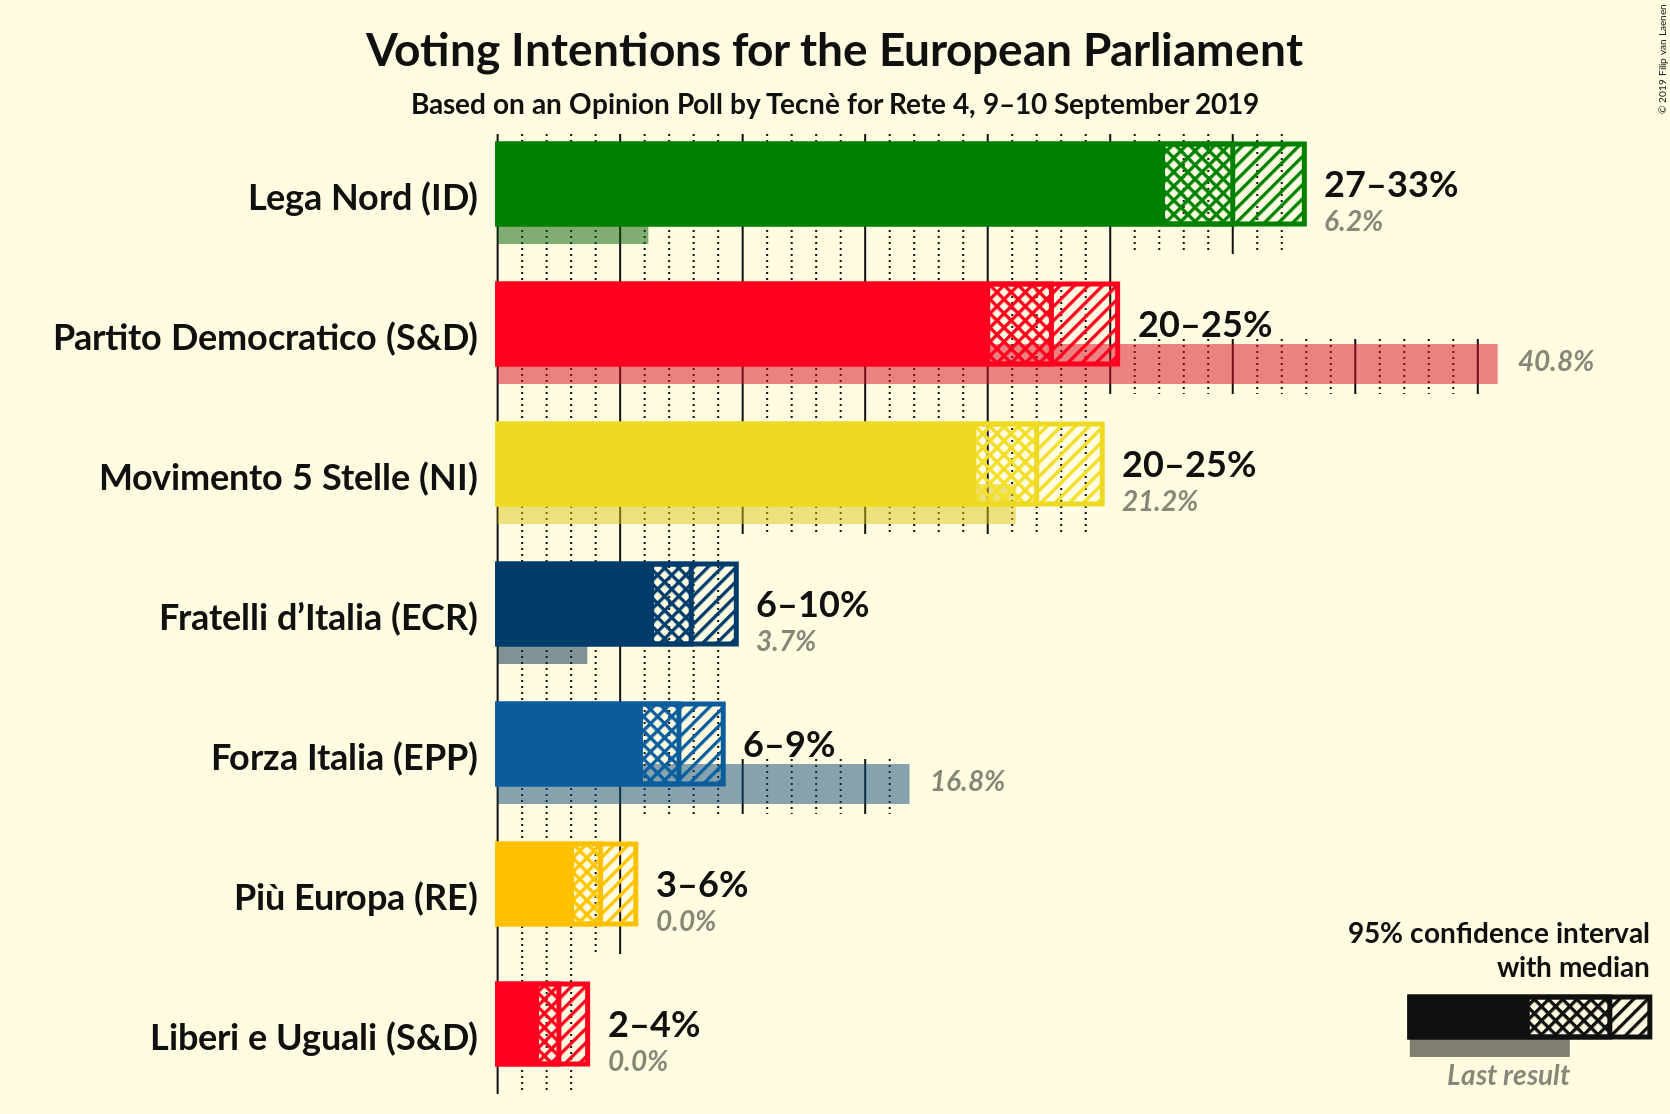 Voting Intentions for the European Parliament
Based on an Opinion Poll by Tecnè for Rete 4, 9–10 September 2019
© 2019 Filip van Laenen
Lega Nord (ID)
27–33%
6.2%
Partito Democratico (S&D)
20–25%
40.8%
Movimento 5 Stelle (NI)
20–25%
21.2%
Fratelli d’Italia (ECR)
6–10%
3.7%
Forza Italia (EPP)
6–9%
16.8%
Più Europa (RE)
3–6%
0.0%
Liberi e Uguali (S&D)
2–4%
0.0%
95% confidence interval
with median
Last result